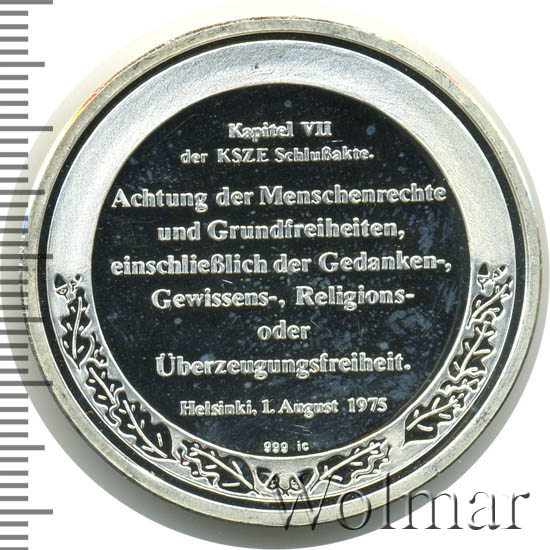 Kapitel VII
der KSZE Schlußakte.
Achtung der Menschenrechte
und Grundfreiheiten,
einschließlich der Gedanken-,
Gewissens-, Religions-
oder
Überzeugungsfreiheit.
Helsinki, 1. August 1975
999 ic
Wolmar